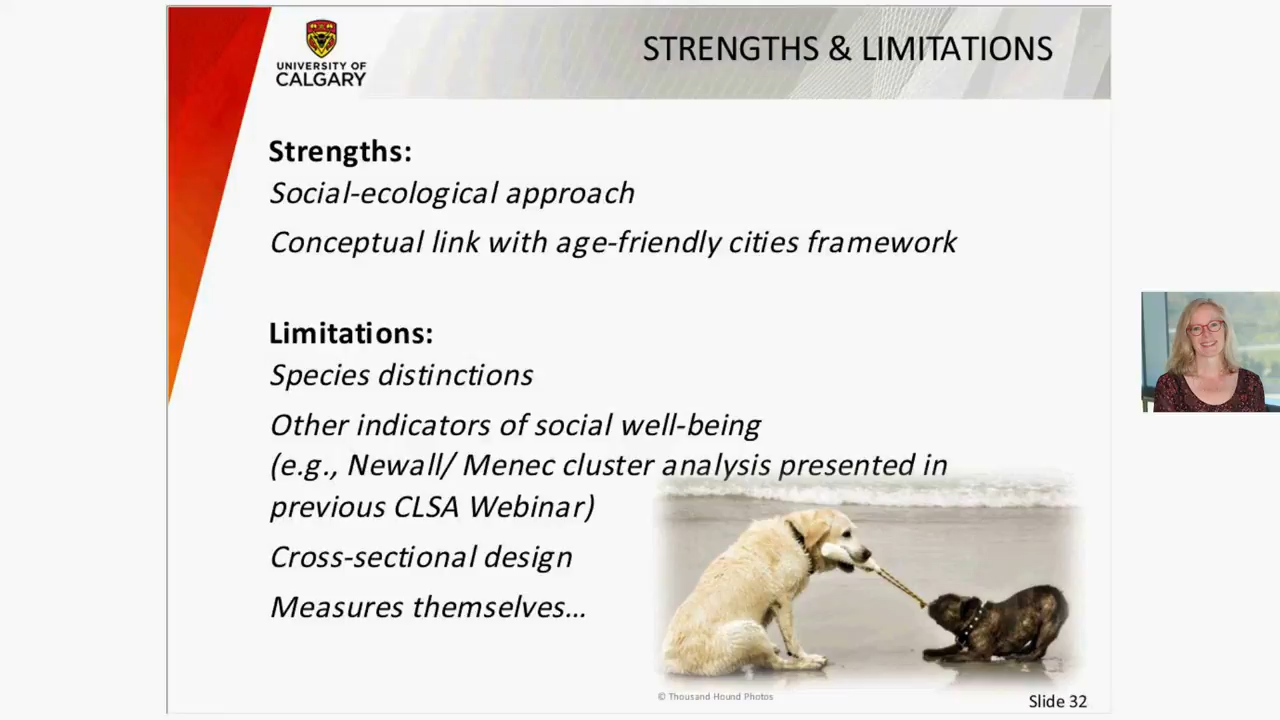 UNIVERSITY OF
CALGARY
STRENGTHS & LIMITATIONS
Strengths:
Social-ecological approach
Conceptual link with age-friendly cities framework
Limitations:
Species distinctions
Other indicators of social well-being
(e.g., Newall/ Menec cluster analysis presented in
previous CLSA Webinar)
Cross-sectional design
Measures themselves…
© Thousand Hound Photos
Slide 32